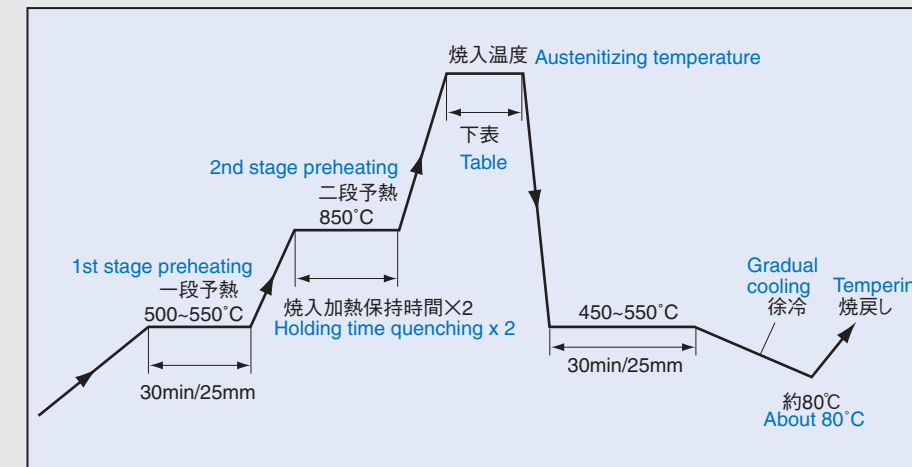 焼入温度 Austenitizing temperature
下表
Table
2nd stage preheating
二段予熱
850˚C
1st stage preheating
一段予熱
500~550˚C
焼入加熱保持時間×2
Holding time quenching x 2
30min/25mm
450~550˚C
30min/25mm
Gradual
cooling
徐冷
Temperin
焼戻し
約80℃
About 80˚C